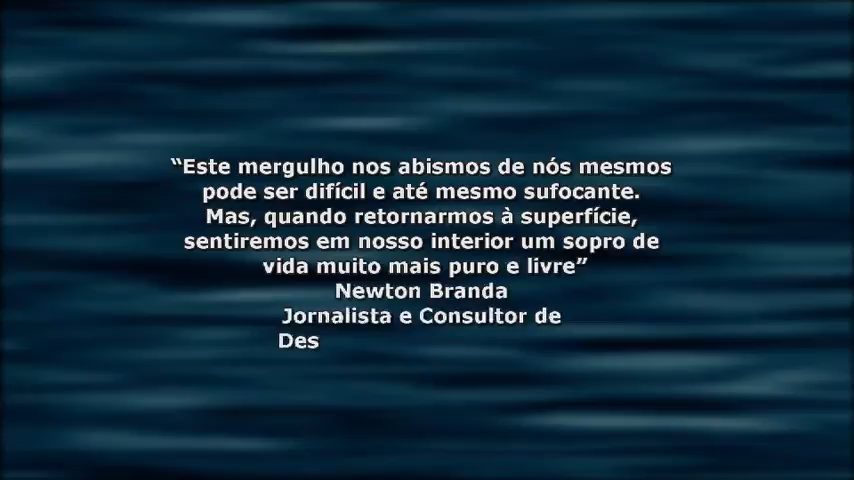 “Este mergulho nos abismos de nós mesmos
pode ser difícil e até mesmo sufocante.
Mas, quando retornarmos à superfície,
sentiremos em nosso interior um sopro de
vida muito mais puro e livre”
Newton Branda
Jornalista e Consultor de
Des